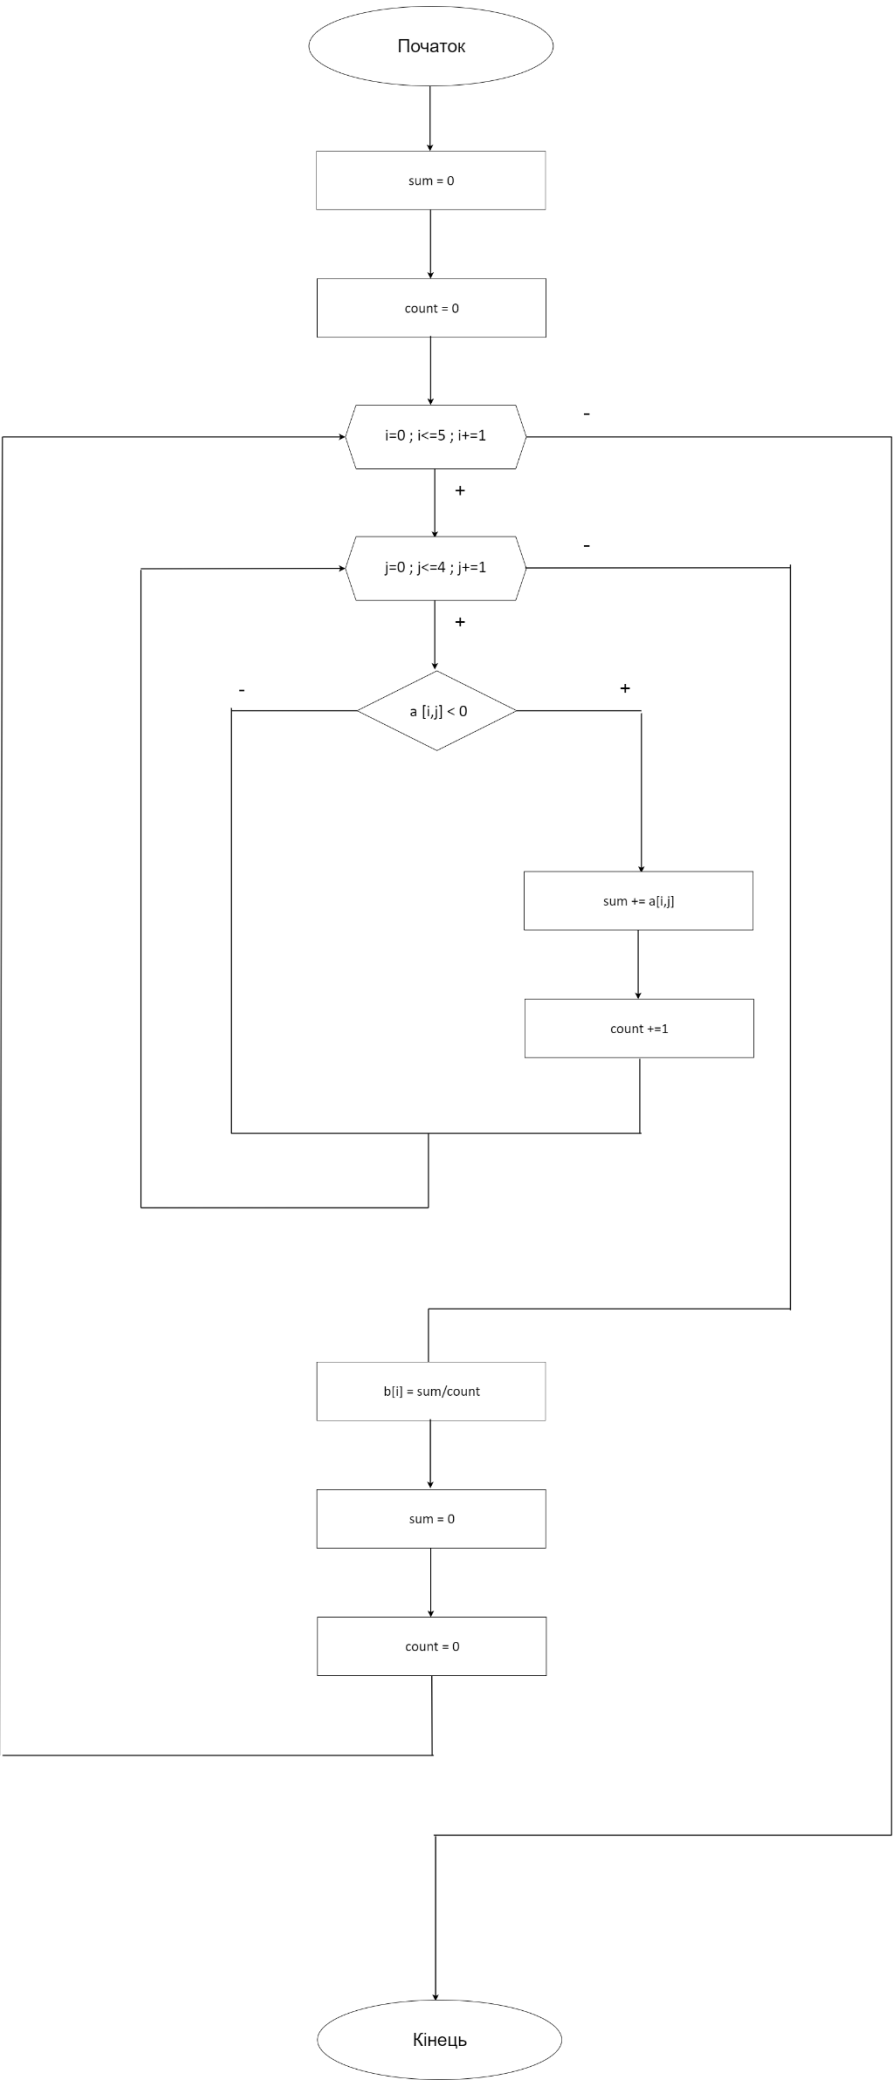 Початок
sum = 0
count = 0
i=0 ; i<=5 ; i+=1
-
+
j=0 ; j<=4 ; j+=1
-
+
a [i,j] < 0
-
+
sum += a[i,j]
count +=1
b[i] = sum/count
sum = 0
count = 0
Кінець